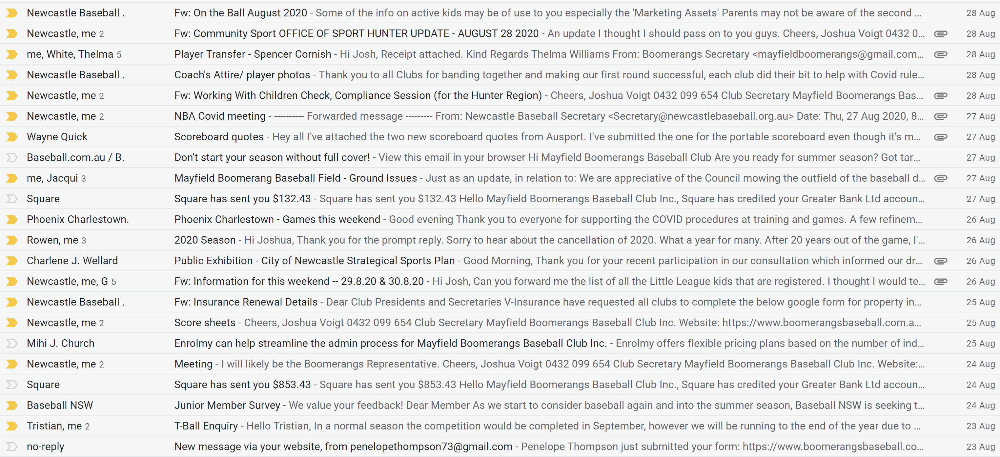 Newcastle Baseball . Fw: On the Ball August 2020 - Some of the info on active kids may be of use to you especially the 'Marketing Assets' Parents may not be aware of the second ... 28 Aug
Newcastle, me 2 Fw: Community Sport OFFICE OF SPORT HUNTER UPDATE - AUGUST 28 2020 - An update I thought I should pass on to you guys. Cheers, Joshua Voigt 0432 0... 28 Aug
me, White, Thelma 5 Player Transfer - Spencer Cornish - Hi Josh, Receipt attached. Kind Regards Thelma Williams From: Boomerangs Secretary <mayfieldboomerangs@gmail.com... 28 Aug
Newcastle Baseball . Coach's Attire/ player photos - Thank you to all Clubs for banding together and making our first round successful, each club did their bit to help with Covid rule... 28 Aug
Newcastle, me 2 Fw: Working With Children Check, Compliance Session (for the Hunter Region) - Cheers, Joshua Voigt 0432 099 654 Club Secretary Mayfield Boomerangs Bas... 28 Aug
Newcastle, me 2 NBA Covid meeting - ---------- Forwarded message --------- From: Newcastle Baseball Secretary <Secretary@newcastlebaseball.org.au> Date: Thu, 27 Aug 2020, 8... 27 Aug
Wayne Quick Scoreboard quotes - Hey all I've attached the two new scoreboard quotes from Ausport. I've submitted the one for the portable scoreboard even though it's m... 27 Aug
Baseball.com.au / B. Don't start your season without full cover! - View this email in your browser Hi Mayfield Boomerangs Baseball Club Are you ready for summer season? Got tar... 27 Aug
me, Jacqui 3 Mayfield Boomerang Baseball Field - Ground Issues - Just as an update, in relation to: We are appreciative of the Council mowing the outfield of the baseball d... 27 Aug
Square Square has sent you $132.43 - Square has sent you $132.43 Hello Mayfield Boomerangs Baseball Club Inc., Square has credited your Greater Bank Ltd accoun... 27 Aug
Phoenix Charlestown. Phoenix Charlestown - Games this weekend - Good evening Thank you to everyone for supporting the COVID procedures at training and games. A few refinem... 26 Aug
Rowen, me 3 2020 Season - Hi Joshua, Thank you for the prompt reply. Sorry to hear about the cancellation of 2020. What a year for many. After 20 years out of the game, I'... 26 Aug
Charlene J. Wellard Public Exhibition - City of Newcastle Strategical Sports Plan - Good Morning, Thank you for your recent participation in our consultation which informed our dr... 26 Aug
Newcastle, me, G 5 Fw: Information for this weekend -- 29.8.20 & 30.8.20 - Hi Josh, Can you forward me the list of all the Little League kids that are registered. I thought I would te... 26 Aug
Newcastle Baseball . Fw: Insurance Renewal Details - Dear Club Presidents and Secretaries V-Insurance have requested all clubs to complete the below google form for property in... 25 Aug
Newcastle, me 2 Score sheets - Cheers, Joshua Voigt 0432 099 654 Club Secretary Mayfield Boomerangs Baseball Club Inc. Website: https://www.boomerangsbaseball.com.a... 25 Aug
Mihi J. Church Enrolmy can help streamline the admin process for Mayfield Boomerangs Baseball Club Inc. - Enrolmy offers flexible pricing plans based on the number of ind... 25 Aug
Newcastle, me 2 Meeting - I will likely be the Boomerangs Representative. Cheers, Joshua Voigt 0432 099 654 Club Secretary Mayfield Boomerangs Baseball Club Inc. Website:... 24 Aug
Square Square has sent you $853.43 - Square has sent you $853.43 Hello Mayfield Boomerangs Baseball Club Inc., Square has credited your Greater Bank Ltd accoun... 24 Aug
Baseball NSW Junior Member Survey - We value your feedback! Dear Member As we start to consider baseball again and into the summer season, Baseball NSW is seeking t... 24 Aug
Tristian, me 2 T-Ball Enquiry - Hello Tristian, In a normal season the competition would be completed in September, however we will be running to the end of the year due to ... 23 Aug
no-reply New message via your website, from penelopethompson73@gmail.com - Penelope Thompson just submitted your form: https://www.boomerangsbaseball.co... 23 Aug